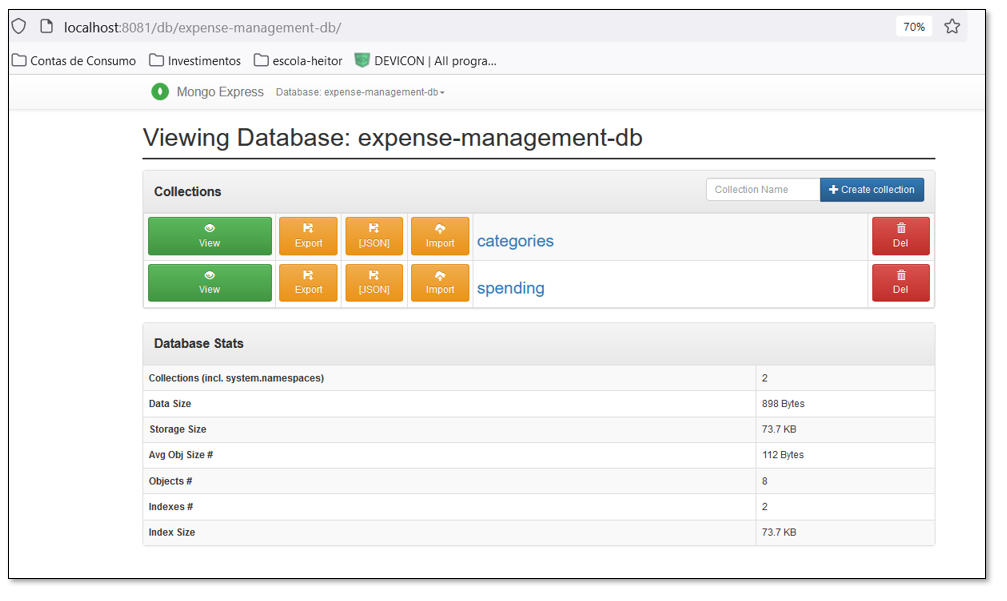 localhost:8081/db/expense-management-db/ 70%
Contas de Consumo Investimentos escola-heitor DEVICON | All progra...
Mongo Express Database: expense-management-db
Viewing Database: expense-management-db
Collections Collection Name Create collection
View Export [JSON] Import categories Del
View Export [JSON] Import spending Del
Database Stats
Collections (incl. system.namespaces) 2
Data Size 898 Bytes
Storage Size 73.7 KB
Avg Obj Size # 112 Bytes
Objects # 8
Indexes # 2
Index Size 73.7 KB